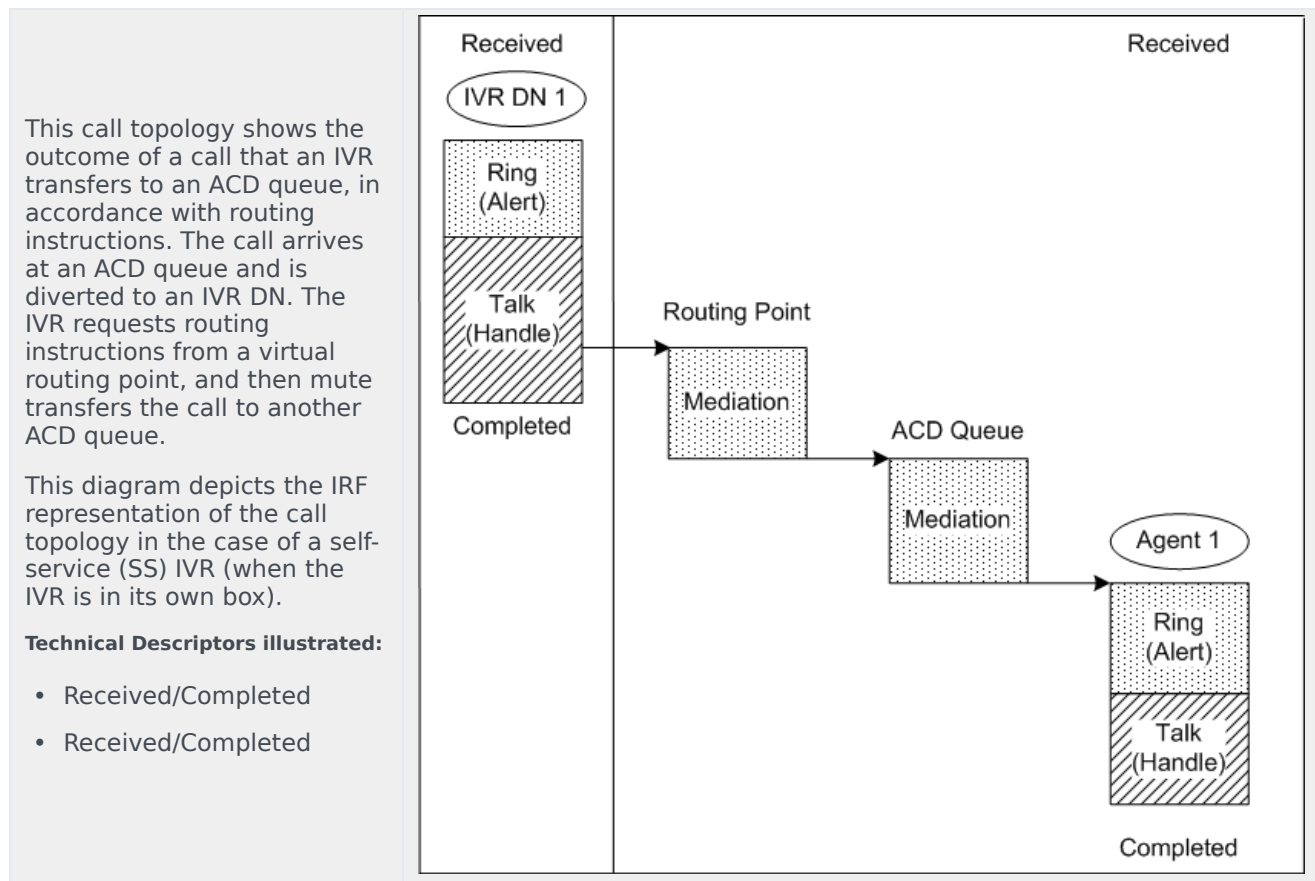 This call topology shows the
outcome of a call that an IVR
transfers to an ACD queue, in
accordance with routing
instructions. The call arrives
at an ACD queue and is
diverted to an IVR DN. The
IVR requests routing
instructions from a virtual
routing point, and then mute
transfers the call to another
ACD queue.
This diagram depicts the IRF
representation of the call
topology in the case of a self-
service (SS) IVR (when the
IVR is in its own box).
Technical Descriptors illustrated:
• Received/Completed
• Received/Completed
Received
IVR DN 1
Ring
(Alert)
Talk
(Handle)
Completed
Routing Point
Mediation
ACD Queue
Mediation
Received
Agent 1
Ring
(Alert)
Talk
(Handle)
Completed